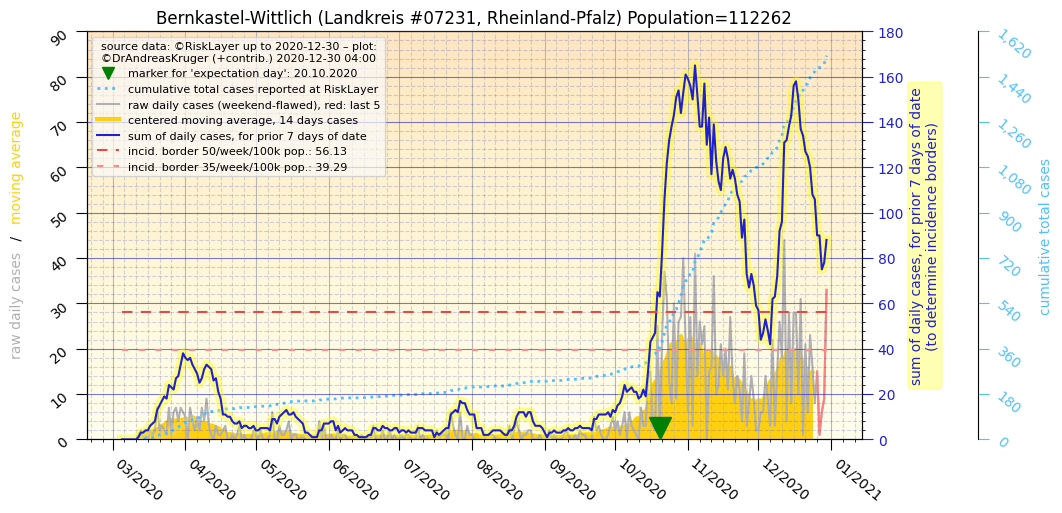 Bernkastel-Wittlich (Landkreis #07231, Rheinland-Pfalz) Population=112262
source data: ©RiskLayer up to 2020-12-30 – plot:
©DrAndreasKruger (+contrib.) 2020-12-30 04:00
marker for 'expectation day': 20.10.2020
cumulative total cases reported at RiskLayer
raw daily cases (weekend-flawed), red: last 5
centered moving average, 14 days cases
sum of daily cases, for prior 7 days of date
incid. border 50/week/100k pop.: 56.13
incid. border 35/week/100k pop.: 39.29
raw daily cases / moving average
90
80
70
60
50
40
30
20
10
0
03/2020
04/2020
05/2020
06/2020
07/2020
08/2020
09/2020
10/2020
11/2020
12/2020
01/2021
180
160
140
120
100
80
60
40
20
0
sum of daily cases, for prior 7 days of date
(to determine incidence borders)
1,620
1,440
1,260
1,080
900
720
540
360
180
0
cumulative total cases